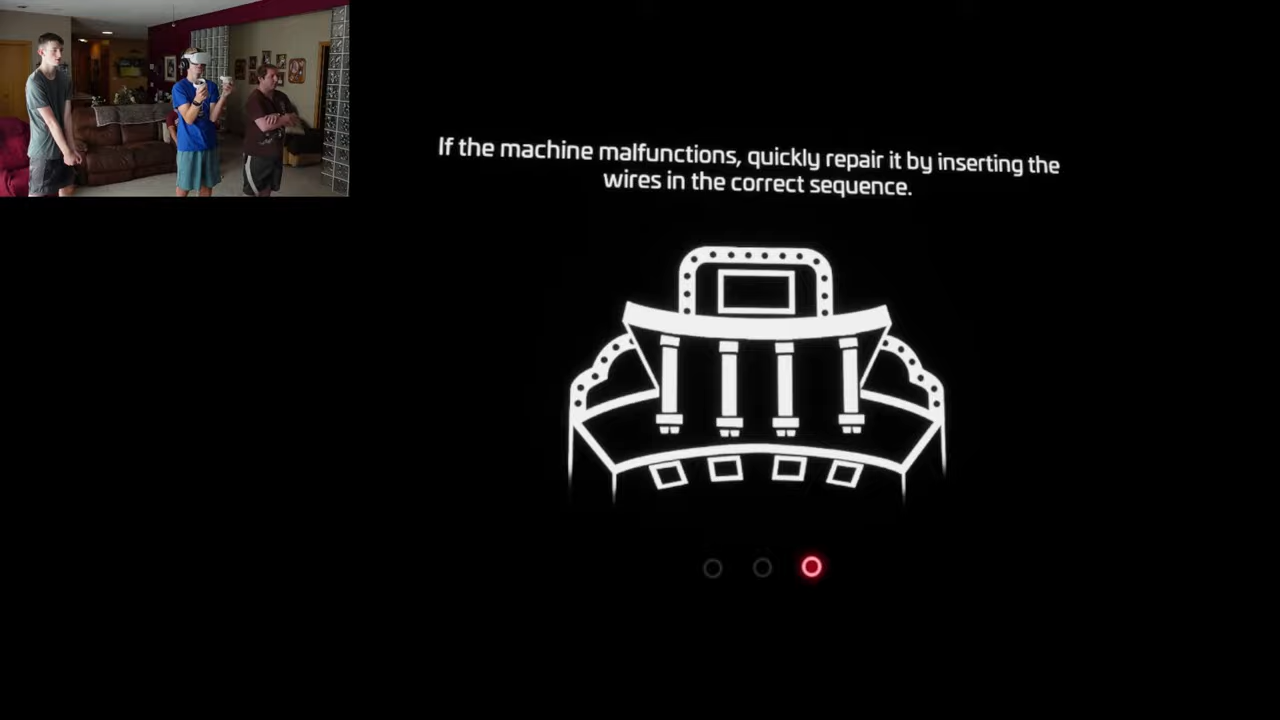 If the machine malfunctions, quickly repair it by inserting the
wires in the correct sequence.